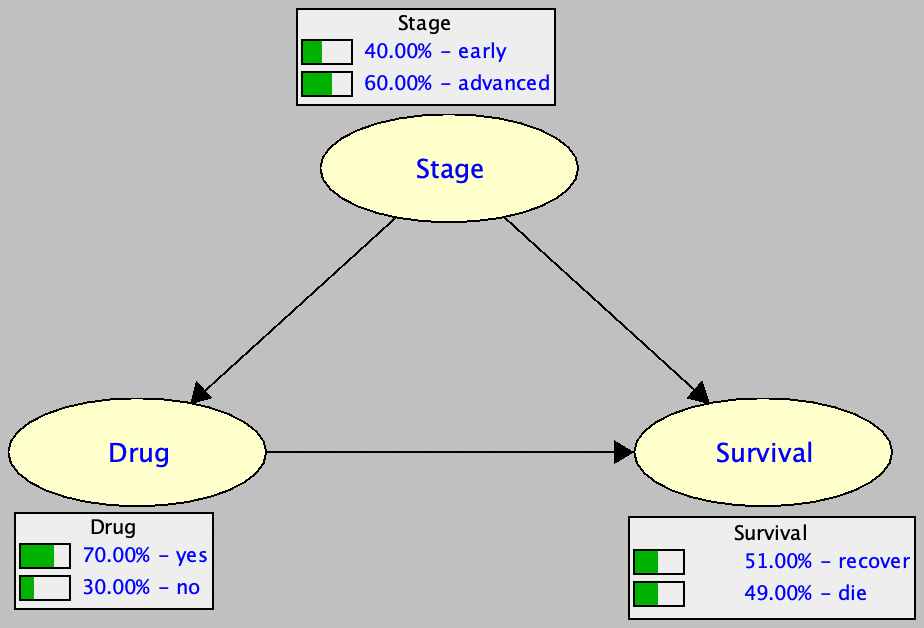 Stage
40.00% – early
60.00% – advanced
Stage
Drug
Survival
Drug
70.00% – yes
30.00% – no
Survival
51.00% – recover
49.00% – die